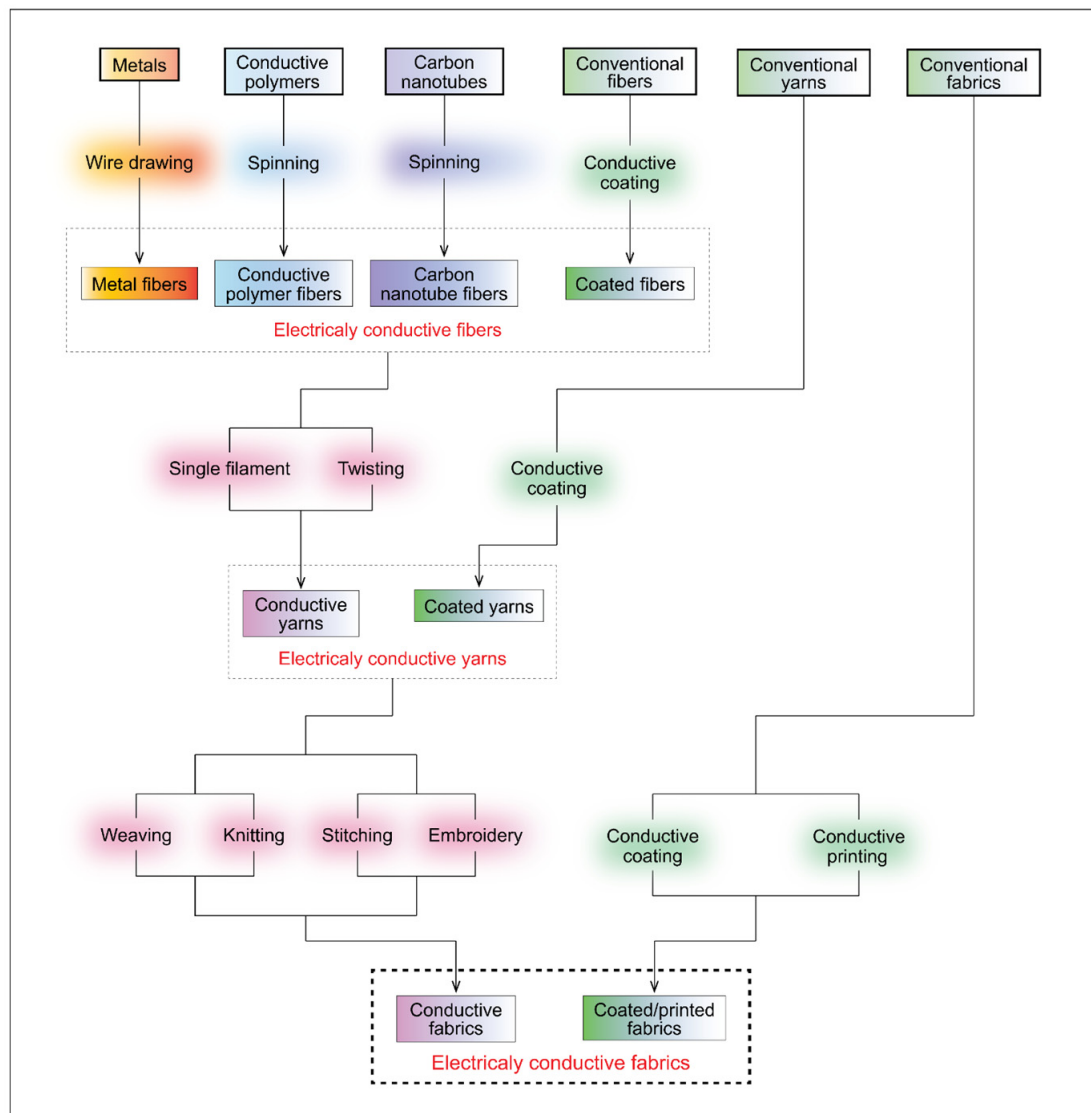 Metals
Conductive
polymers
Carbon
nanotubes
Conventional
fibers
Conventional
yarns
Conventional
fabrics
Wire drawing
Spinning
Spinning
Conductive
coating
Metal fibers
Conductive
polymer fibers
Carbon
nanotube fibers
Coated fibers
Electricaly conductive fibers
Single filament
Twisting
Conductive
coating
Conductive
yarns
Coated yarns
Electricaly conductive yarns
Weaving
Knitting
Stitching
Embroidery
Conductive
coating
Conductive
printing
Conductive
fabrics
Coated/printed
fabrics
Electricaly conductive fabrics